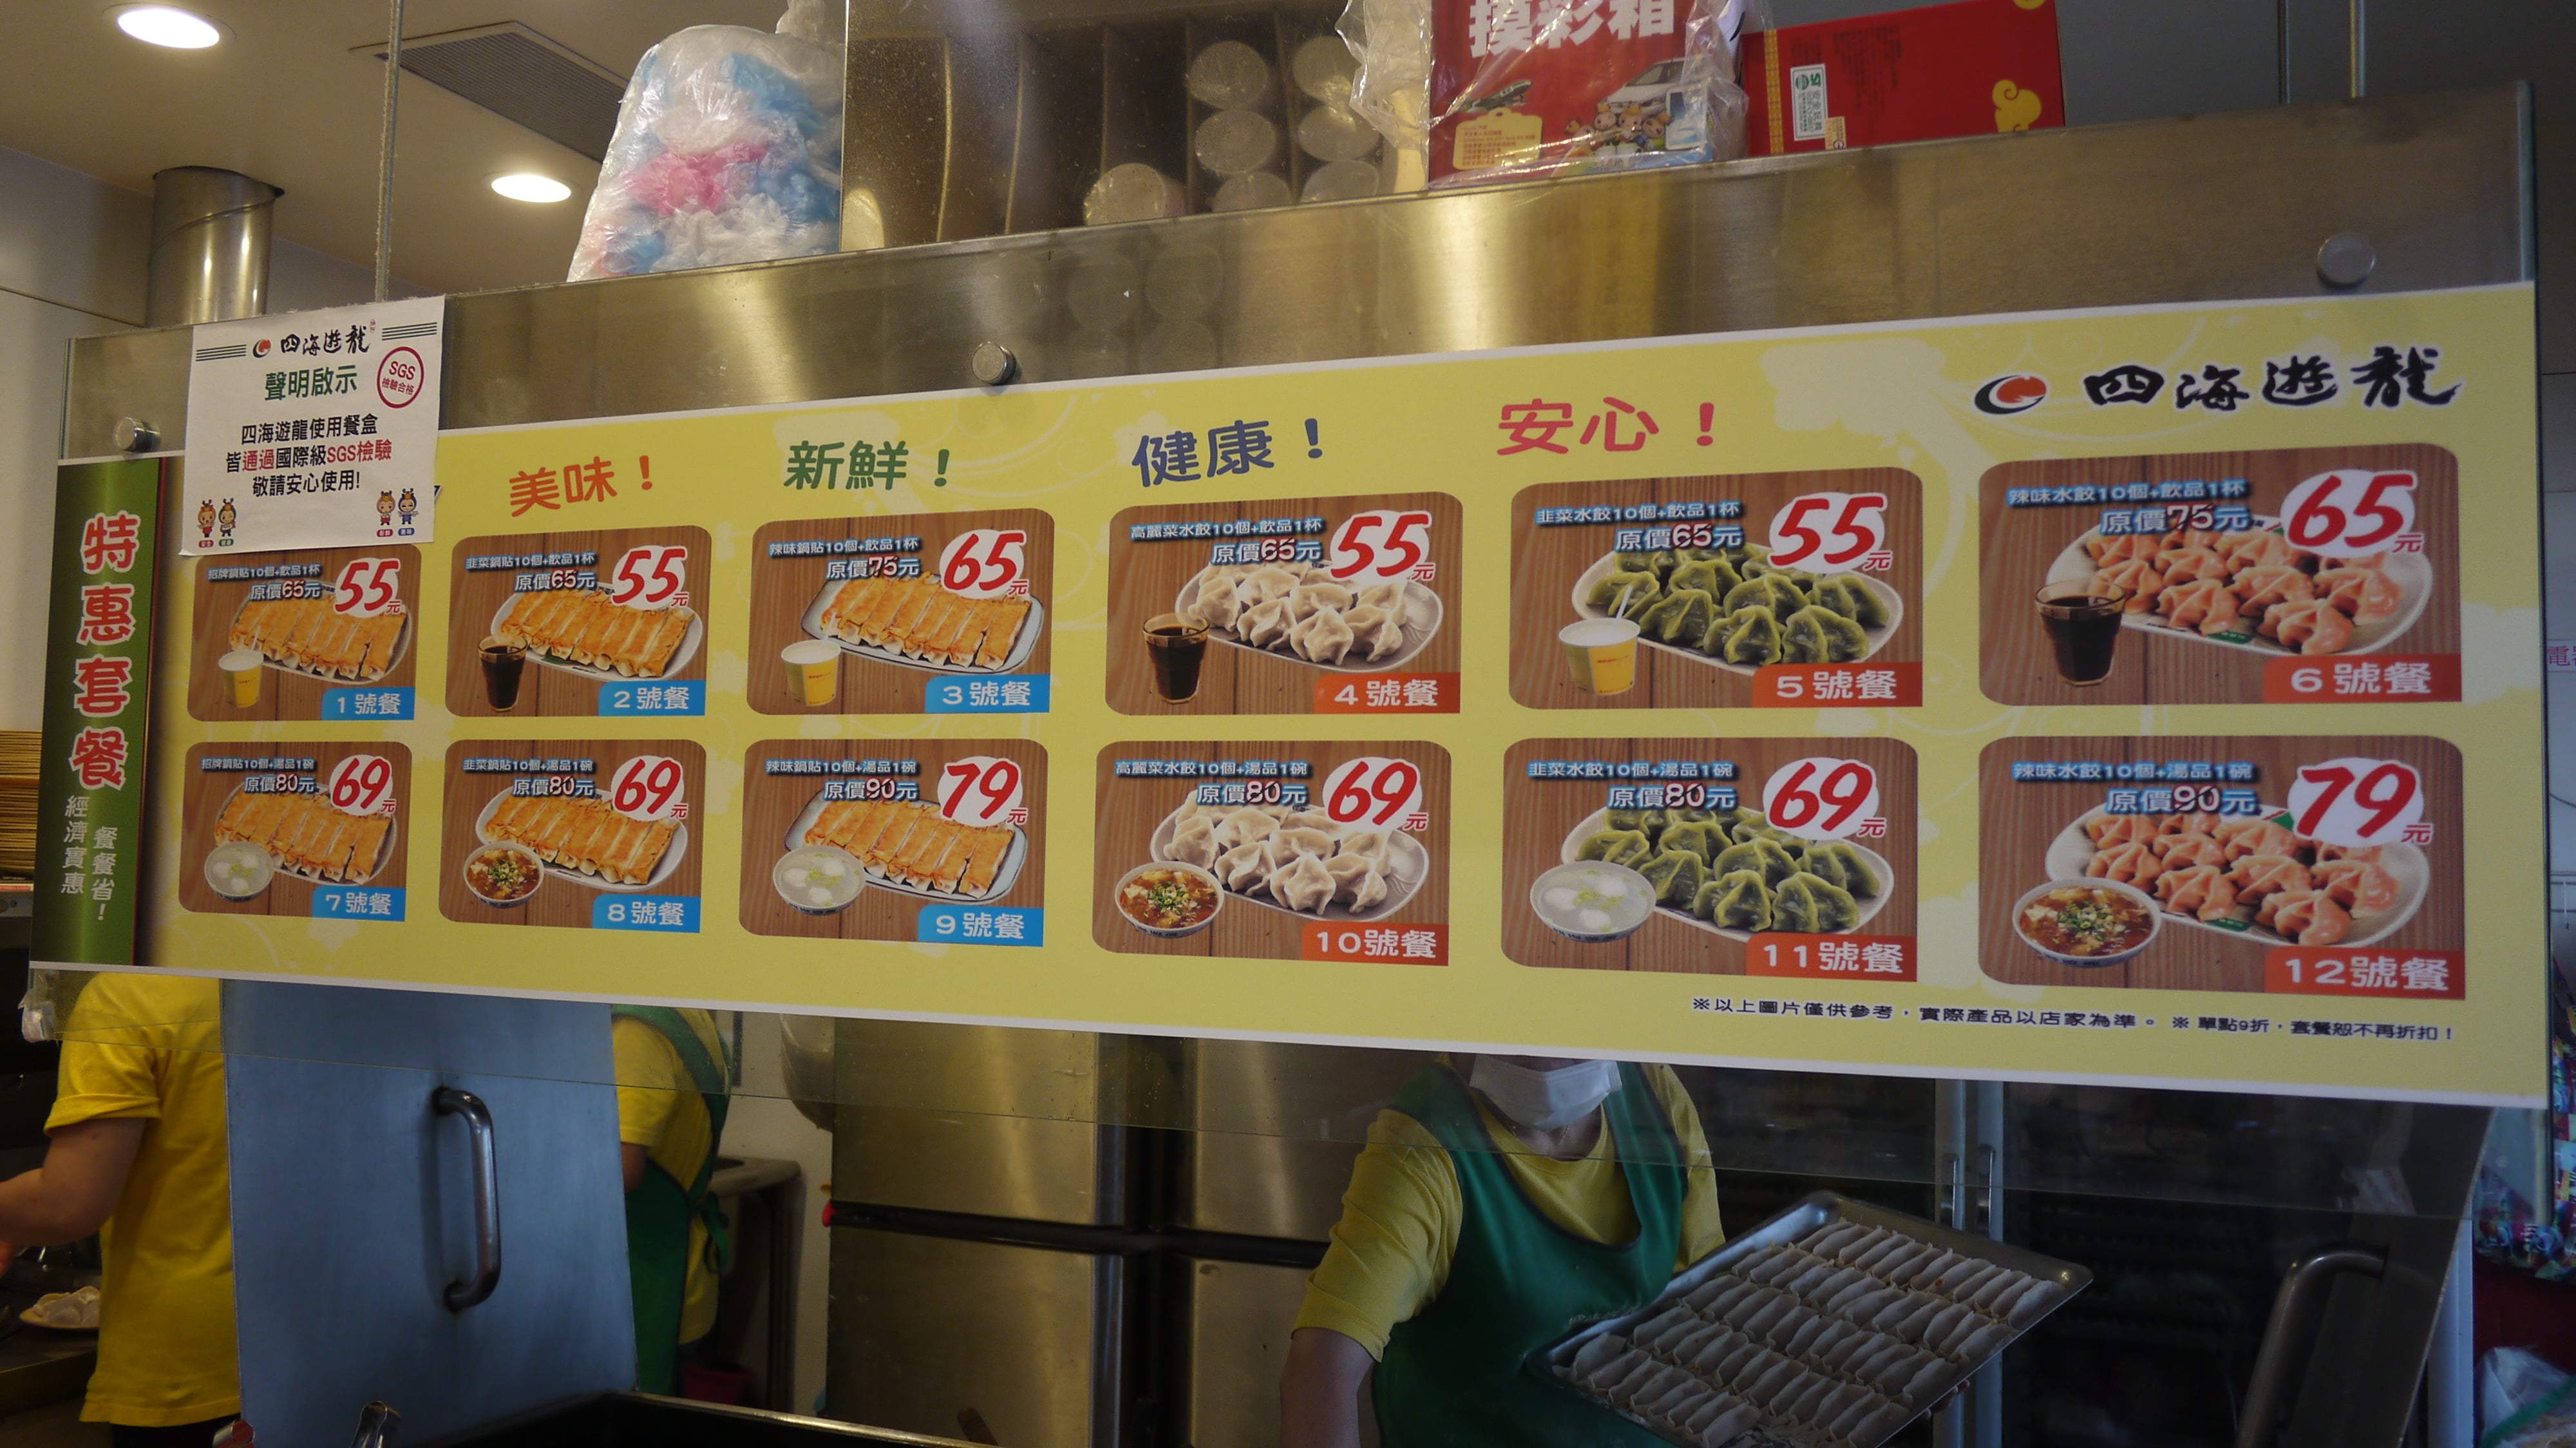 摸彩箱
四海遊龍
聲明啟示
SGS
檢驗合格
四海遊龍使用餐盒
皆通過國際級SGS檢驗
敬請安心使用!
特惠套餐
經濟實惠
餐餐省!
美味!
新鮮!
健康!
安心!
四海遊龍
招牌鍋貼10個+飲品1杯
原價65元
55元
1號餐
韭菜鍋貼10個+飲品1杯
原價65元
55元
2號餐
辣味鍋貼10個+飲品1杯
原價75元
65元
3號餐
高麗菜水餃10個+飲品1杯
原價65元
55元
4號餐
韭菜水餃10個+飲品1杯
原價65元
55元
5號餐
辣味水餃10個+飲品1杯
原價75元
65元
6號餐
招牌鍋貼10個+湯品1碗
原價80元
69元
7號餐
韭菜鍋貼10個+湯品1碗
原價80元
69元
8號餐
辣味鍋貼10個+湯品1碗
原價90元
79元
9號餐
高麗菜水餃10個+湯品1碗
原價80元
69元
10號餐
韭菜水餃10個+湯品1碗
原價80元
69元
11號餐
辣味水餃10個+湯品1碗
原價90元
79元
12號餐
※以上圖片僅供參考，實際產品以店家為準。 ※ 單點9折，套餐恕不再折扣!